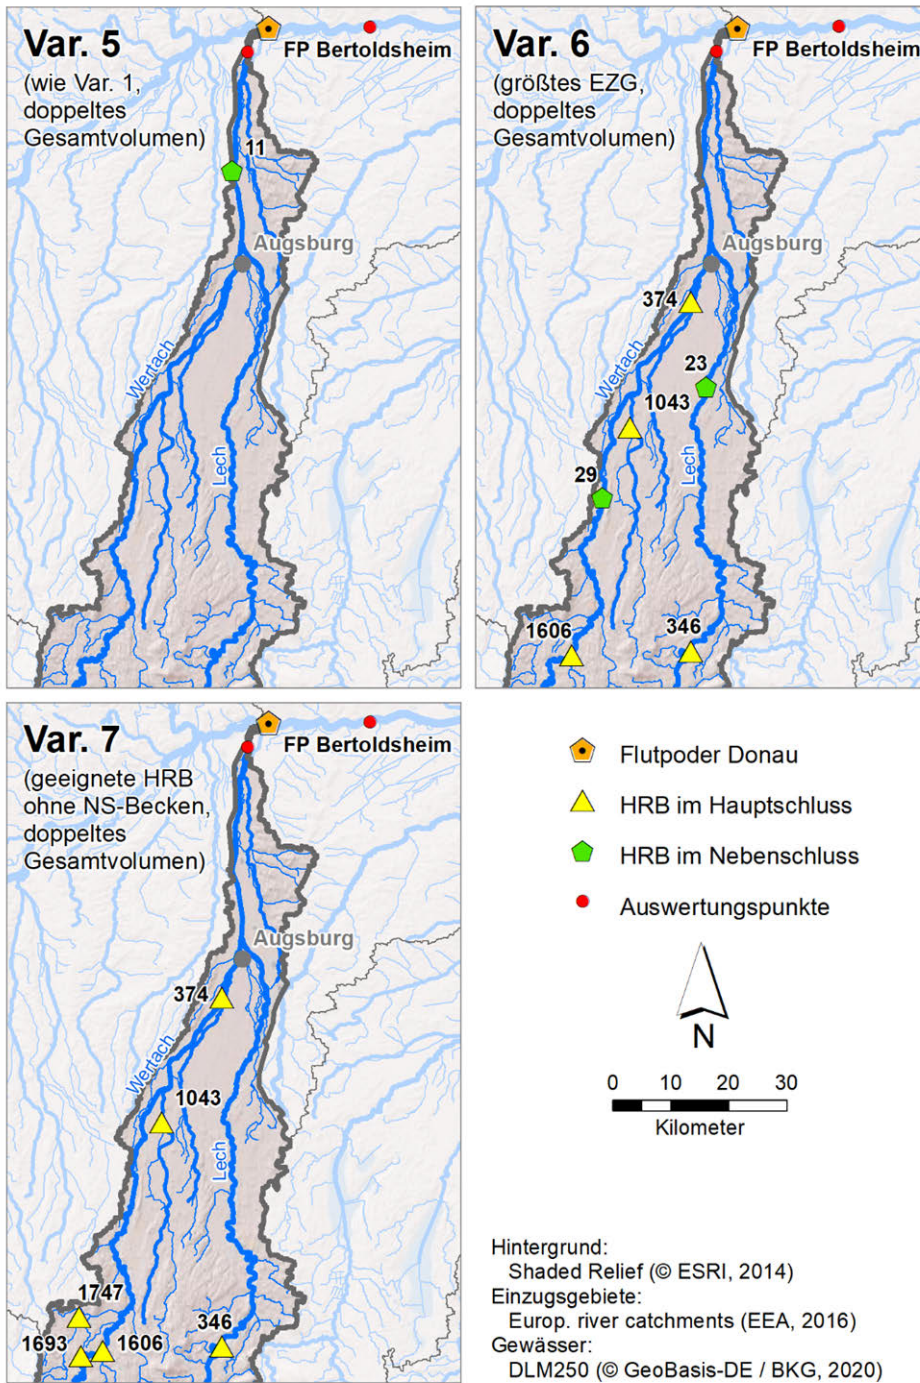 Var. 5
(wie Var. 1,
doppeltes
Gesamtvolumen)
FP Bertoldsheim
11
Augsburg
Wertach
Lech
Var. 6
(größtes EZG,
doppeltes
Gesamtvolumen)
FP Bertoldsheim
Augsburg
374
Wertach
23
1043
Lech
29
1606
346
Var. 7
(geeignete HRB
ohne NS-Becken,
doppeltes
Gesamtvolumen)
FP Bertoldsheim
Augsburg
374
Wertach
1043
Lech
1747
1693
1606
346
Flutpoder Donau
HRB im Hauptschluss
HRB im Nebenschluss
Auswertungspunkte
N
0 10 20 30
Kilometer
Hintergrund:
Shaded Relief (© ESRI, 2014)
Einzugsgebiete:
Europ. river catchments (EEA, 2016)
Gewässer:
DLM250 (© GeoBasis-DE / BKG, 2020)